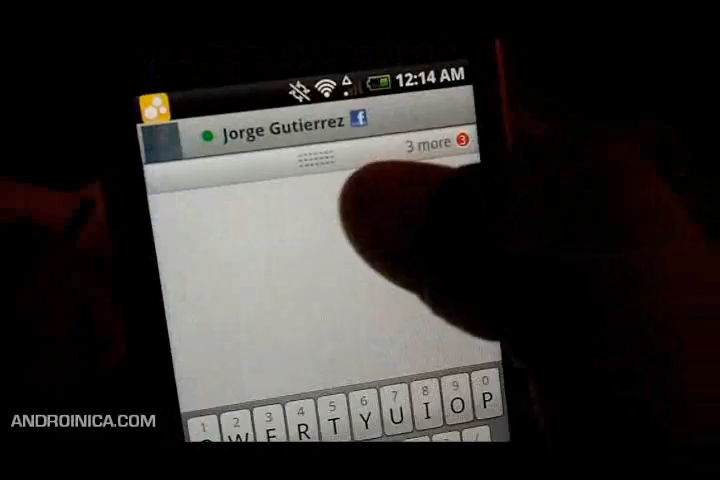 12:14 AM
Jorge Gutierrez f
3 more 3
1 2 3 4 5 6 7 8 9 0
Q W E R T Y U I O P
ANDROINICA.COM